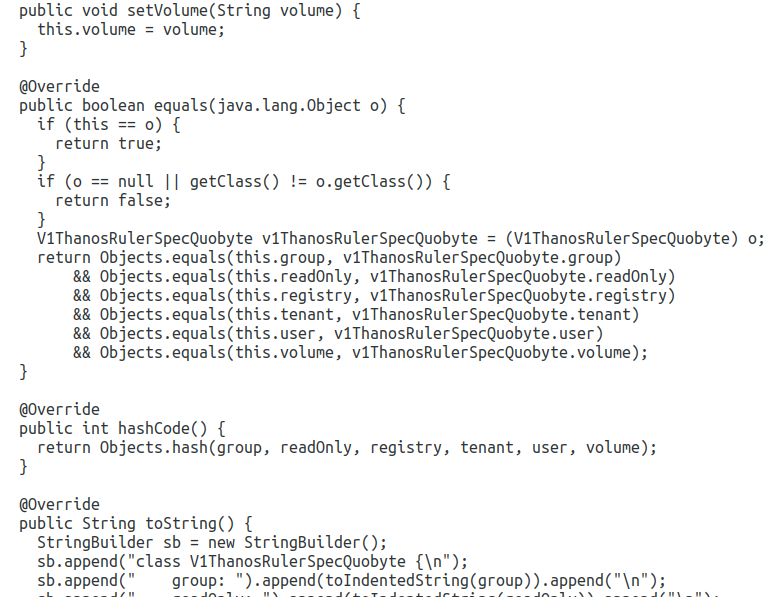 public void setVolume(String volume) {
  this.volume = volume;
}

@Override
public boolean equals(java.lang.Object o) {
  if (this == o) {
    return true;
  }
  if (o == null || getClass() != o.getClass()) {
    return false;
  }
  V1ThanosRulerSpecQuobyte v1ThanosRulerSpecQuobyte = (V1ThanosRulerSpecQuobyte) o;
  return Objects.equals(this.group, v1ThanosRulerSpecQuobyte.group)
      && Objects.equals(this.readOnly, v1ThanosRulerSpecQuobyte.readOnly)
      && Objects.equals(this.registry, v1ThanosRulerSpecQuobyte.registry)
      && Objects.equals(this.tenant, v1ThanosRulerSpecQuobyte.tenant)
      && Objects.equals(this.user, v1ThanosRulerSpecQuobyte.user)
      && Objects.equals(this.volume, v1ThanosRulerSpecQuobyte.volume);
}

@Override
public int hashCode() {
  return Objects.hash(group, readOnly, registry, tenant, user, volume);
}

@Override
public String toString() {
  StringBuilder sb = new StringBuilder();
  sb.append("class V1ThanosRulerSpecQuobyte {\n");
  sb.append("    group: ").append(toIndentedString(group)).append("\n");